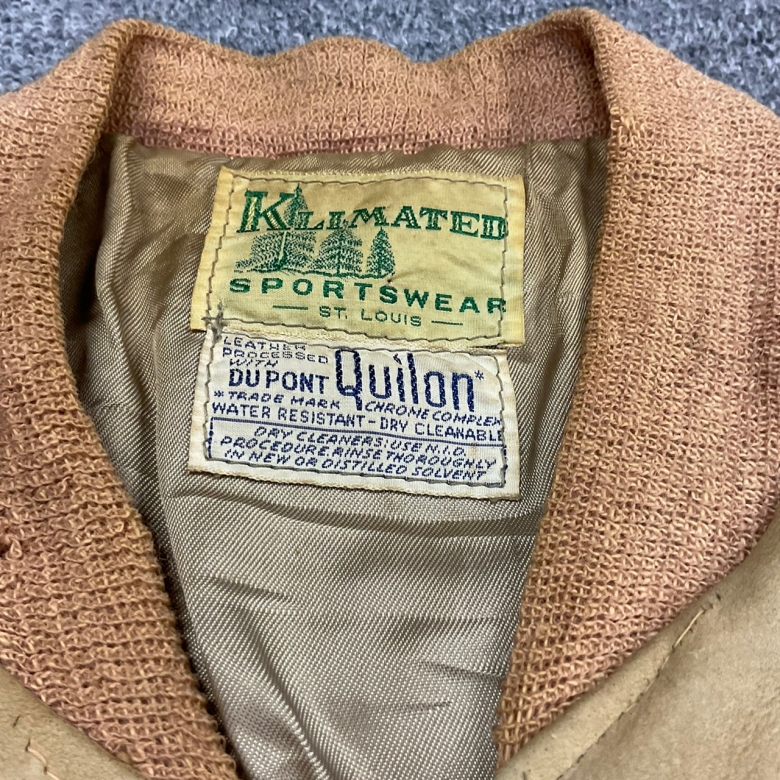 KLIMATED
SPORTSWEAR
— ST. LOUIS —
LEATHER
PROCESSED
WITH
DU PONT Quilon*
*TRADE MARK CHROME COMPLEX
WATER RESISTANT-DRY CLEANABLE
DRY CLEANERS: USE N.I.D.
PROCEDURE RINSE THOROUGHLY
IN NEW OR DISTILLED SOLVENT